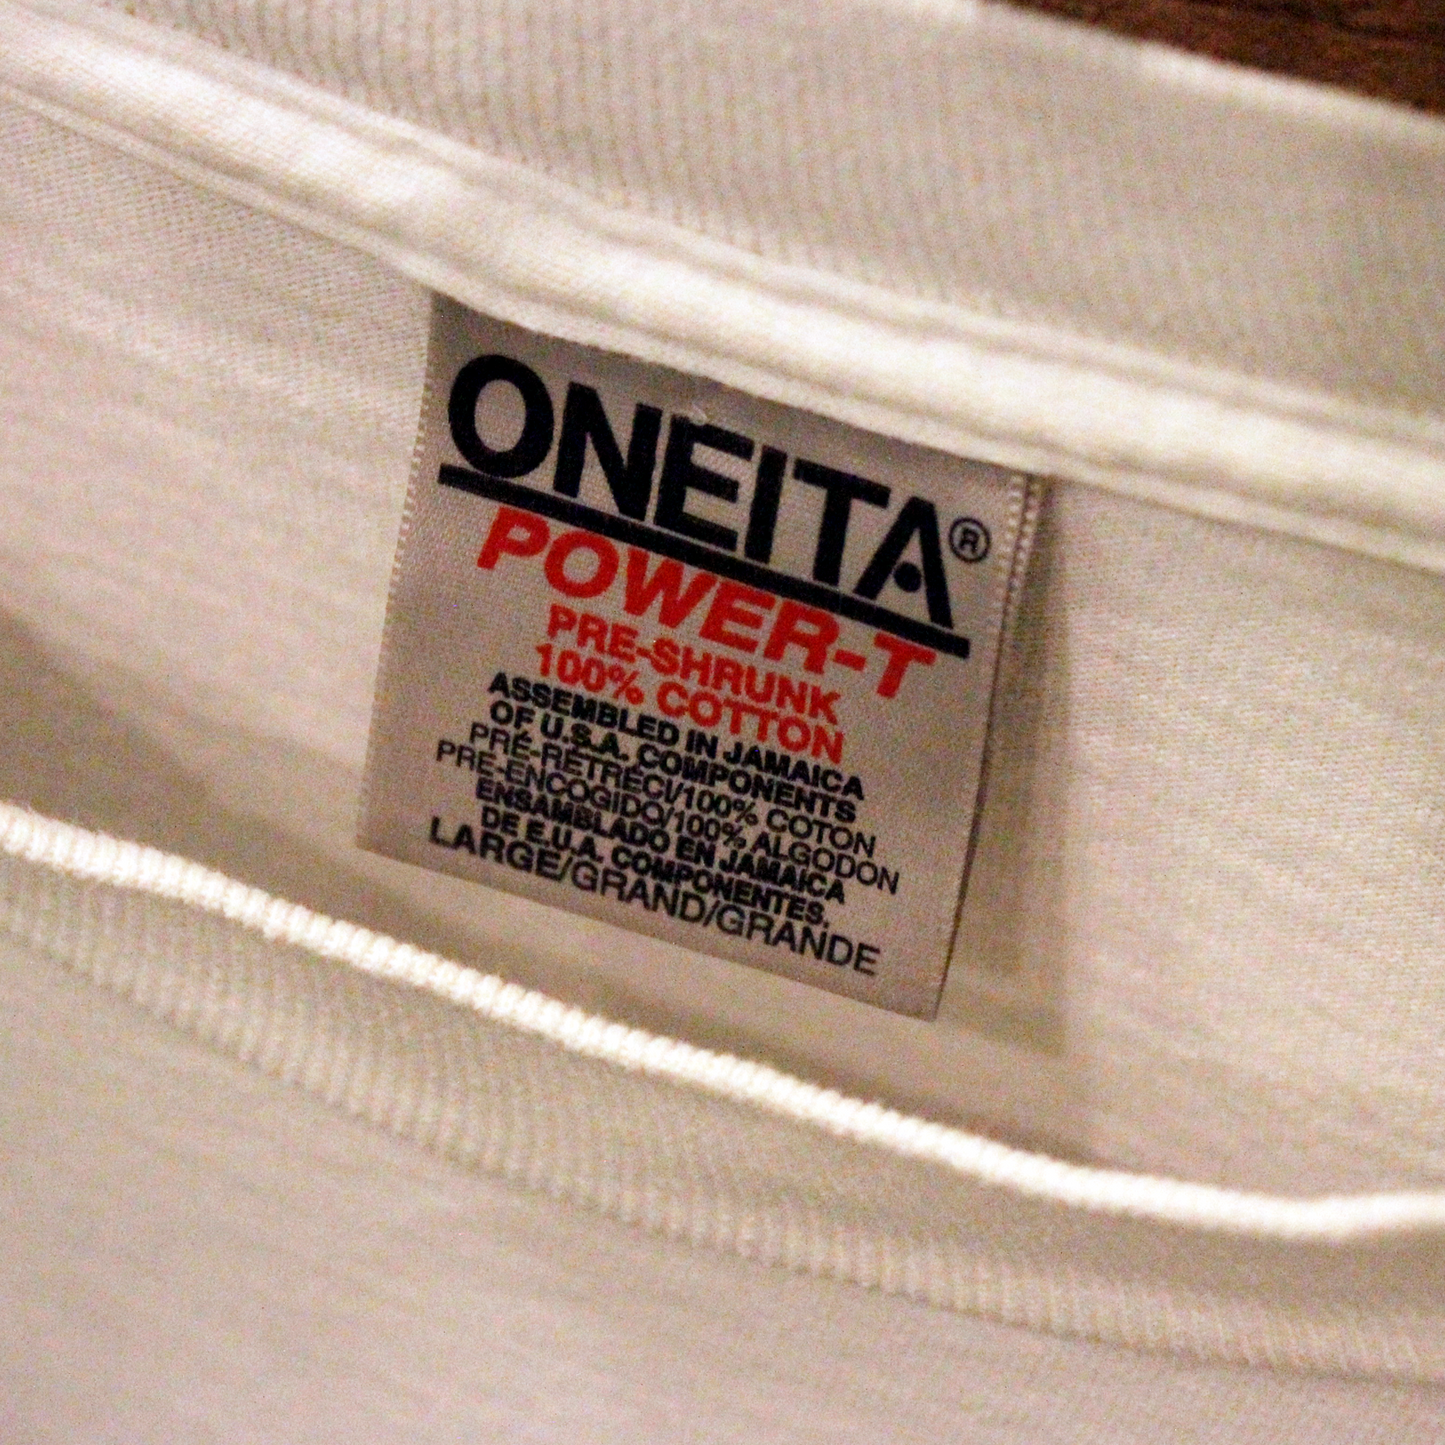 ONEITA®
POWER-T
PRE-SHRUNK
100% COTTON
ASSEMBLED IN JAMAICA
OF U.S.A. COMPONENTS
PRÉ-RÉTRÉCI/100% COTON
PRE-ENCOGIDO/100% ALGODON
ENSAMBLADO EN JAMAICA
DE E.U.A. COMPONENTES.
LARGE/GRAND/GRANDE